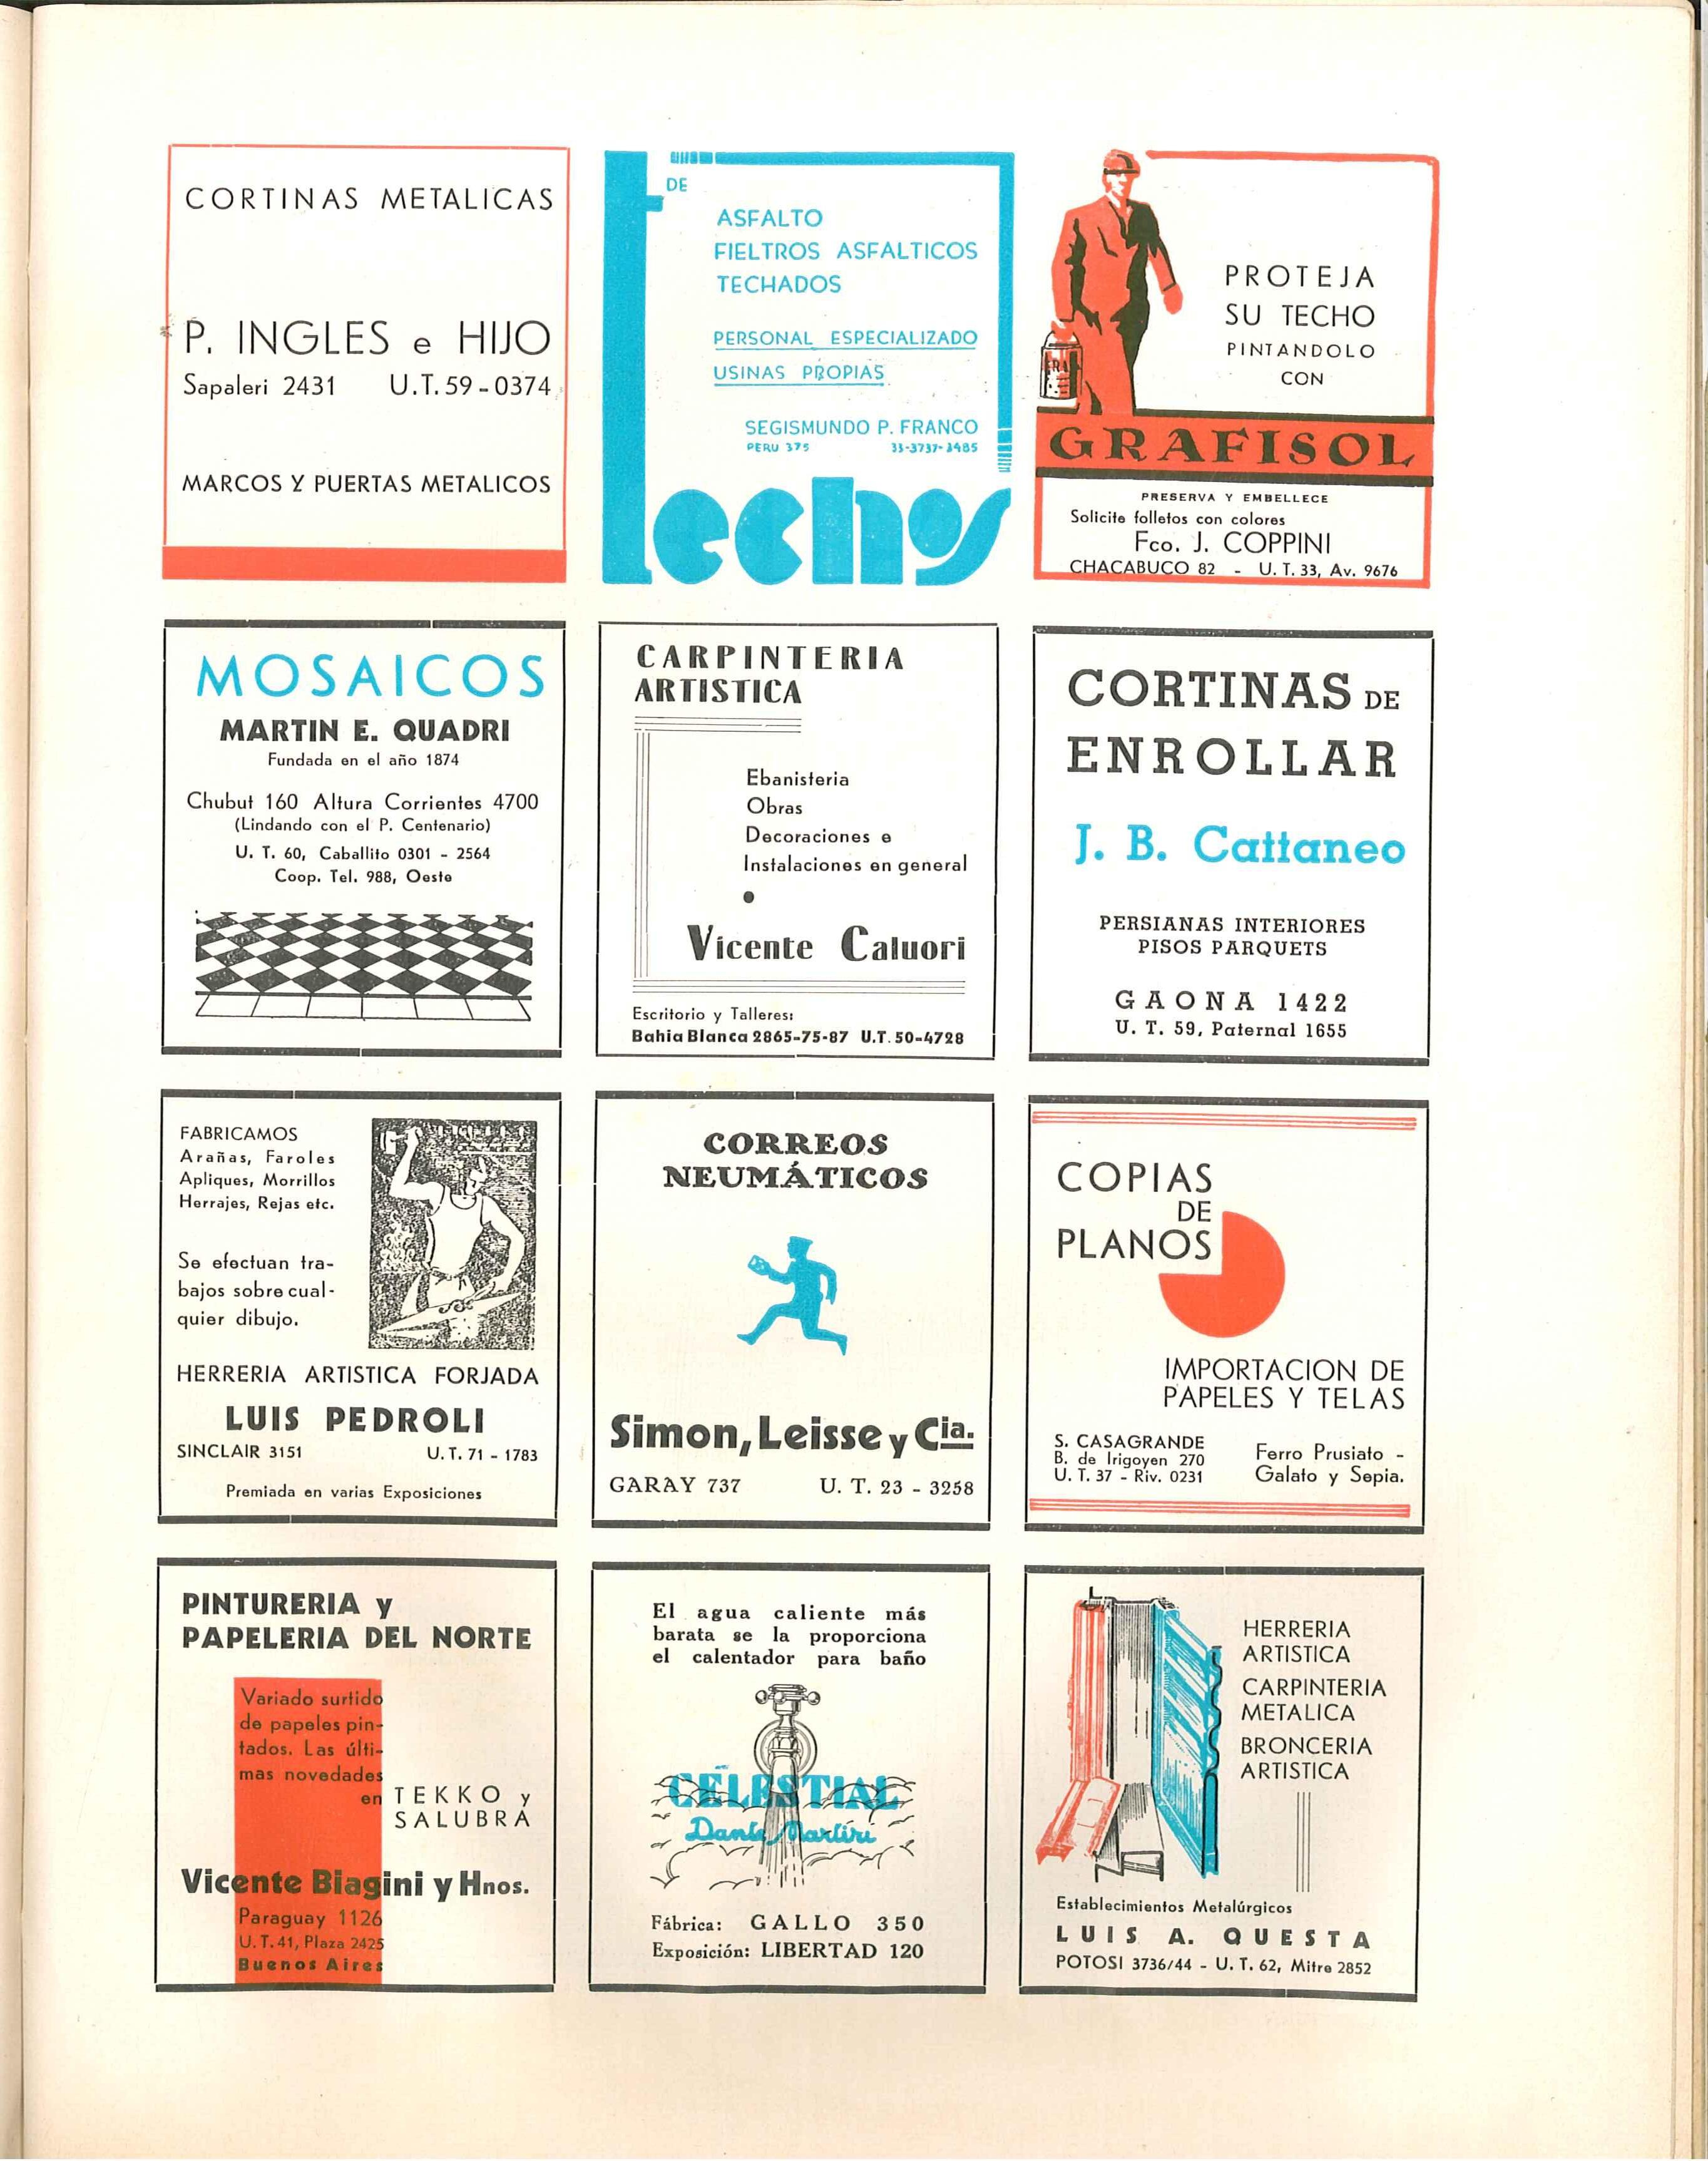 CORTINAS METALICAS
P. INGLES e HIJO
Sapaleri 2431 U.T. 59-0374
MARCOS Y PUERTAS METALICOS
techos
DE
ASFALTO
FIELTROS ASFALTICOS
TECHADOS
PERSONAL ESPECIALIZADO
USINAS PROPIAS
SEGISMUNDO P. FRANCO
PERU 375 33-3737-3485
PROTEJA
SU TECHO
PINTANDOLO
CON
GRAFISOL
PRESERVA Y EMBELLECE
Solicite folletos con colores
Fco. J. COPPINI
CHACABUCO 82 - U. T. 33, Av. 9676
MOSAICOS
MARTIN E. QUADRI
Fundada en el año 1874
Chubut 160 Altura Corrientes 4700
(Lindando con el P. Centenario)
U. T. 60, Caballito 0301 - 2564
Coop. Tel. 988, Oeste
CARPINTERIA
ARTISTICA
Ebanisteria
Obras
Decoraciones e
Instalaciones en general
Vicente Caluori
Escritorio y Talleres:
Bahia Blanca 2865-75-87 U.T. 50-4728
CORTINAS DE
ENROLLAR
J. B. Cattaneo
PERSIANAS INTERIORES
PISOS PARQUETS
GAONA 1422
U. T. 59, Paternal 1655
FABRICAMOS
Arañas, Faroles
Apliques, Morrillos
Herrajes, Rejas etc.
Se efectuan tra-
bajos sobre cual-
quier dibujo.
HERRERIA ARTISTICA FORJADA
LUIS PEDROLI
SINCLAIR 3151 U.T. 71 - 1783
Premiada en varias Exposiciones
CORREOS
NEUMÁTICOS
Simon, Leisse y Cia.
GARAY 737 U. T. 23 - 3258
COPIAS
DE
PLANOS
IMPORTACION DE
PAPELES Y TELAS
S. CASAGRANDE
B. de Irigoyen 270
U. T. 37 - Riv. 0231
Ferro Prusiato -
Galato y Sepia.
PINTURERIA y
PAPELERIA DEL NORTE
Variado surtido
de papeles pin-
tados. Las últi-
mas novedades
en TEKKO y
SALUBRA
Vicente Biagini y Hnos.
Paraguay 1126
U. T. 41, Plaza 2425
Buenos Aires
El agua caliente más
barata se la proporciona
el calentador para baño
CELESTIAL
Dante Martiri
Fábrica: GALLO 350
Exposición: LIBERTAD 120
HERRERIA
ARTISTICA
CARPINTERIA
METALICA
BRONCERIA
ARTISTICA
Establecimientos Metalúrgicos
LUIS A. QUESTA
POTOSI 3736/44 - U. T. 62, Mitre 2852